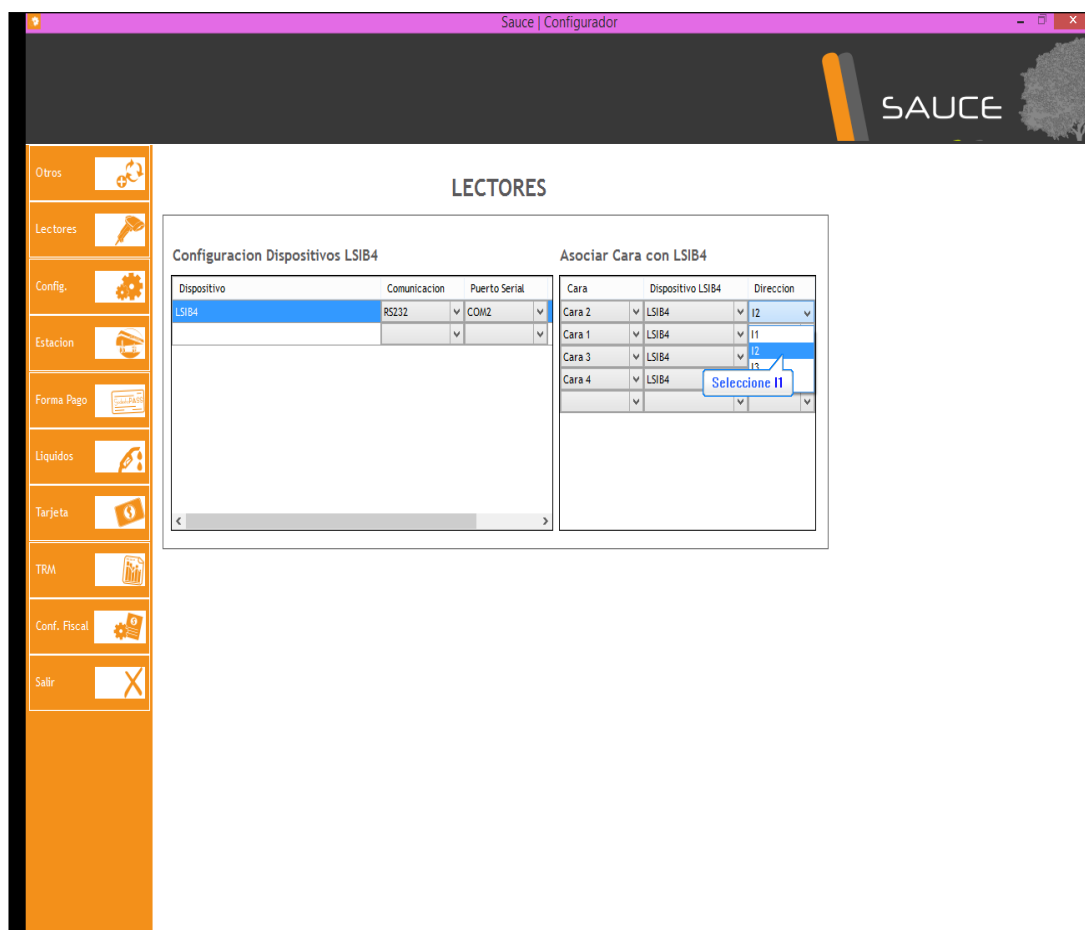 Sauce | Configurador
SAUCE
Otros
Lectores
Config.
Estacion
Forma Pago
Liquidos
Tarjeta
TRM
Conf. Fiscal
Salir
LECTORES
Configuracion Dispositivos LSIB4
Dispositivo Comunicacion Puerto Serial
LSIB4 RS232 COM2
Asociar Cara con LSIB4
Cara Dispositivo LSIB4 Direccion
Cara 2 LSIB4 I2
Cara 1 LSIB4 I1
Cara 3 LSIB4 I2
I3
Cara 4 LSIB4
Seleccione I1